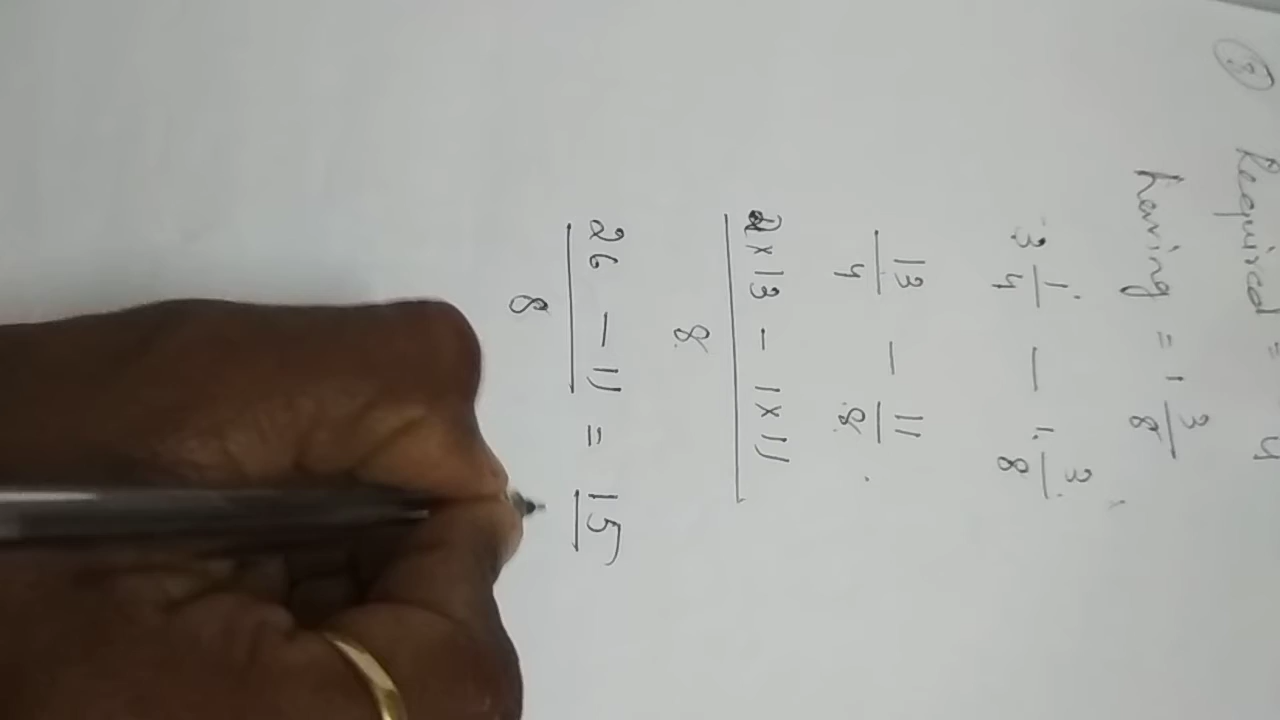 ③ Required =
having = 1 3/8
3 1/4 - 1 3/8
13/4 - 11/8
2×13 - 1×11
8
26 - 11 = 15
8